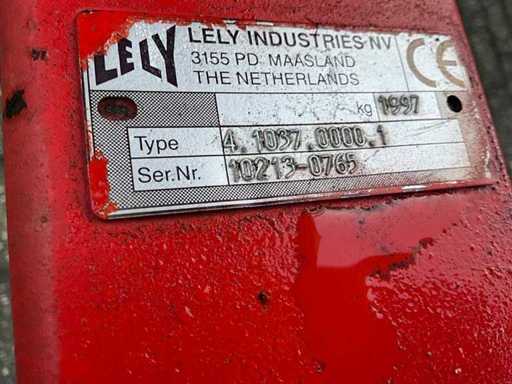 LELY
LELY INDUSTRIES NV
3155 PD MAASLAND
THE NETHERLANDS
CE
kg 1997
Type 4.1037.0000.1
Ser.Nr. 10213-0765